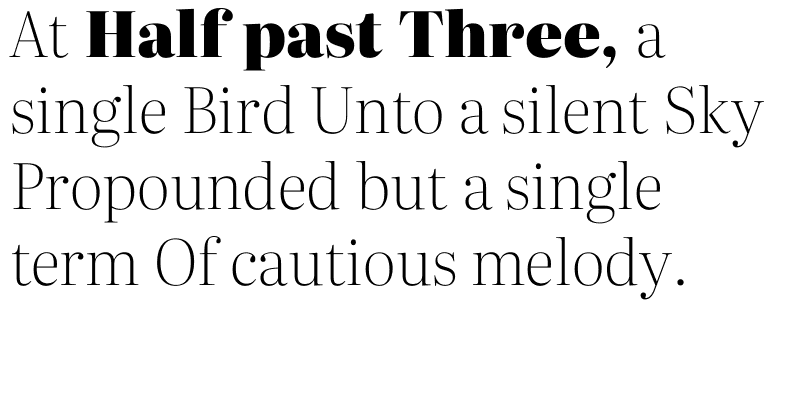 At Half past Three, a
single Bird Unto a silent Sky
Propounded but a single
term Of cautious melody.